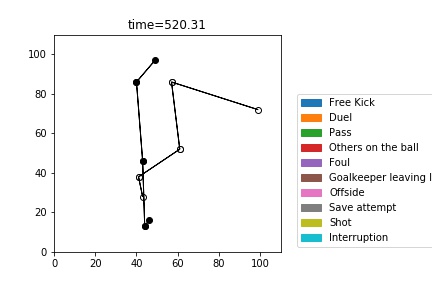 time=520.31
100
80
60
40
20
0
0 20 40 60 80 100
Free Kick
Duel
Pass
Others on the ball
Foul
Goalkeeper leaving l
Offside
Save attempt
Shot
Interruption